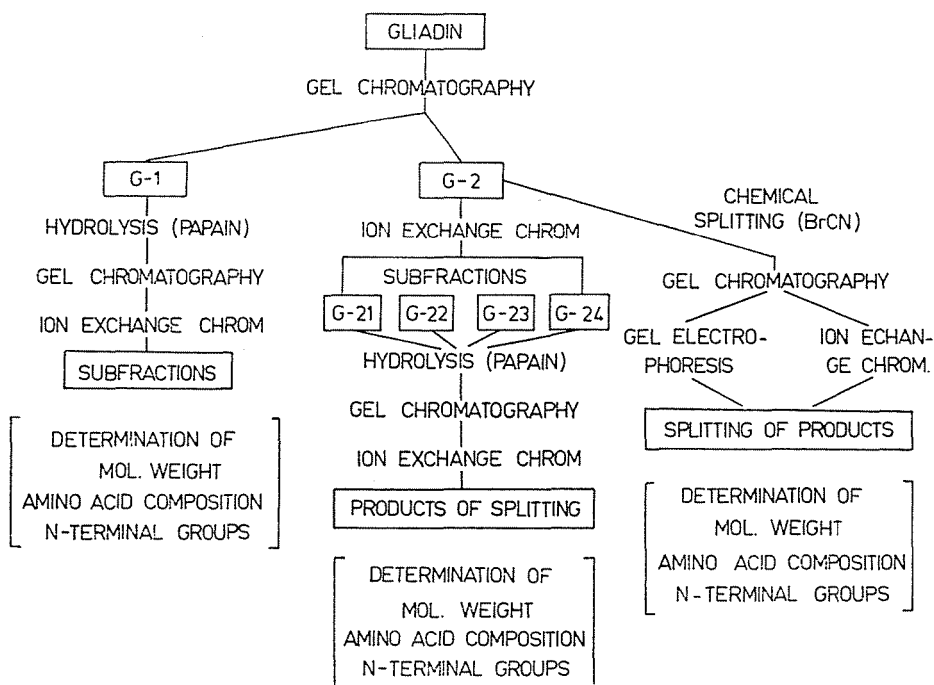 GLIADIN
GEL CHROMATOGRAPHY
G-1
HYDROLYSIS (PAPAIN)
GEL CHROMATOGRAPHY
ION EXCHANGE CHROM
SUBFRACTIONS
DETERMINATION OF
MOL. WEIGHT
AMINO ACID COMPOSITION
N-TERMINAL GROUPS
G-2
ION EXCHANGE CHROM
SUBFRACTIONS
G-21 G-22 G-23 G-24
HYDROLYSIS (PAPAIN)
GEL CHROMATOGRAPHY
ION EXCHANGE CHROM
PRODUCTS OF SPLITTING
DETERMINATION OF
MOL. WEIGHT
AMINO ACID COMPOSITION
N-TERMINAL GROUPS
CHEMICAL
SPLITTING (BrCN)
GEL CHROMATOGRAPHY
GEL ELECTRO-
PHORESIS
ION ECHAN-
GE CHROM.
SPLITTING OF PRODUCTS
DETERMINATION OF
MOL. WEIGHT
AMINO ACID COMPOSITION
N-TERMINAL GROUPS